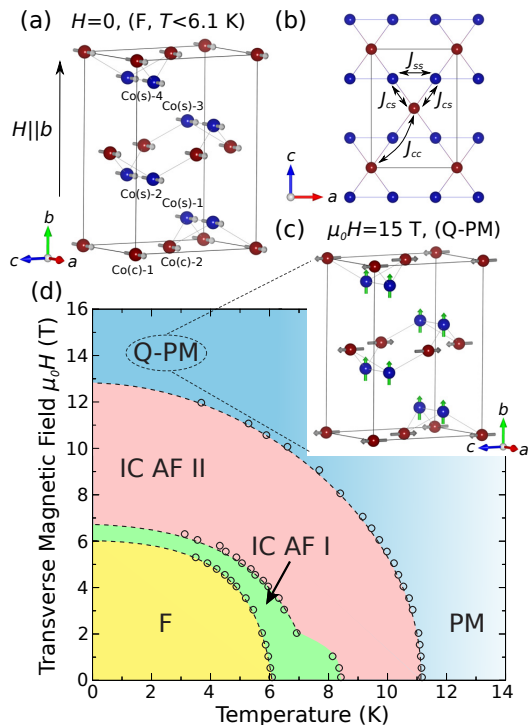 (a) H=0, (F, T<6.1 K)
H||b
Co(s)-4
Co(s)-3
Co(s)-2
Co(s)-1
Co(c)-1 Co(c)-2
b
c a
(b)
J_ss
J_cs J_cs
J_cc
c
a
(c) μ₀H=15 T, (Q-PM)
b
c a
(d)
Transverse Magnetic Field μ₀H (T)
16
14
12
10
8
6
4
2
0
Q-PM
IC AF II
IC AF I
F
PM
0 2 4 6 8 10 12 14
Temperature (K)